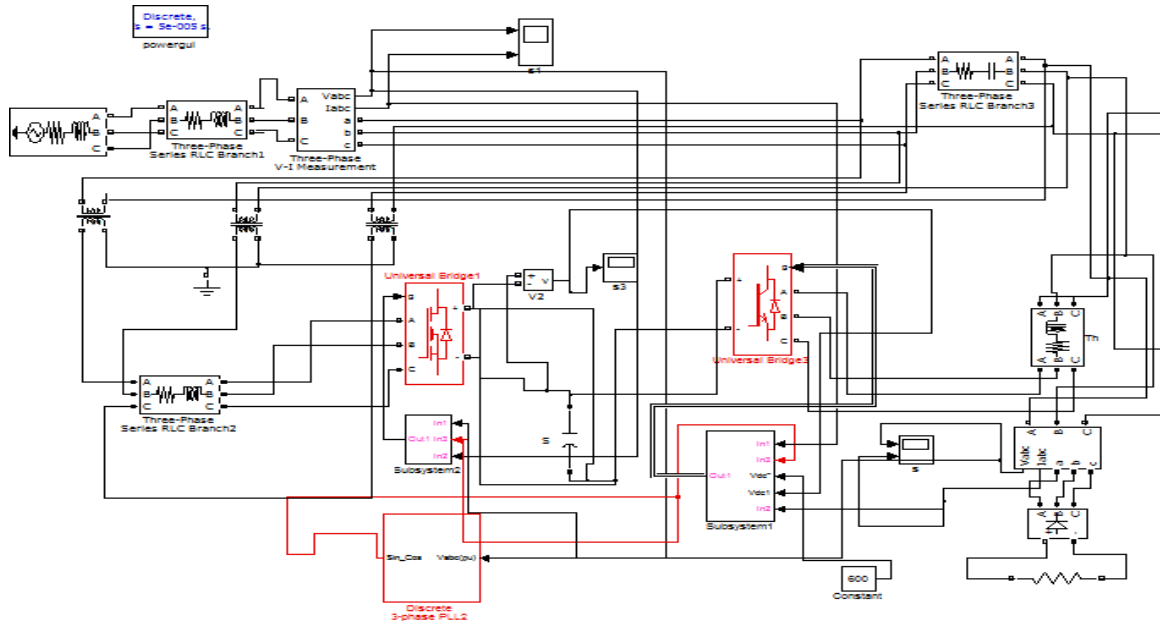 Discrete,
s = 5e-005 s.
powergui
s1
A
B
C
A
B
C
A
B
C
Three-Phase
Series RLC Branch1
A
B
C
Vabc
Iabc
a
b
c
Three-Phase
V-I Measurement
A
B
C
A
B
C
Three-Phase
Series RLC Branch3
Universal Bridge1
g
A
B
C
+
-
+
-
v
V2
s3
+
-
g
A
B
C
Universal Bridge3
A
B
C
A
B
C
Th
A
B
C
A
B
C
Three-Phase
Series RLC Branch2
In1
Out1
In3
In2
Subsystem2
S
In1
In3
Out1
Vdc*
Vdc1
In2
Subsystem1
s
A
B
C
Vabc
Iabc
a
b
c
A
B
C
+
-
Sin_Cos
Vabc(pu)
Discrete
3-phase PLL2
600
Constant